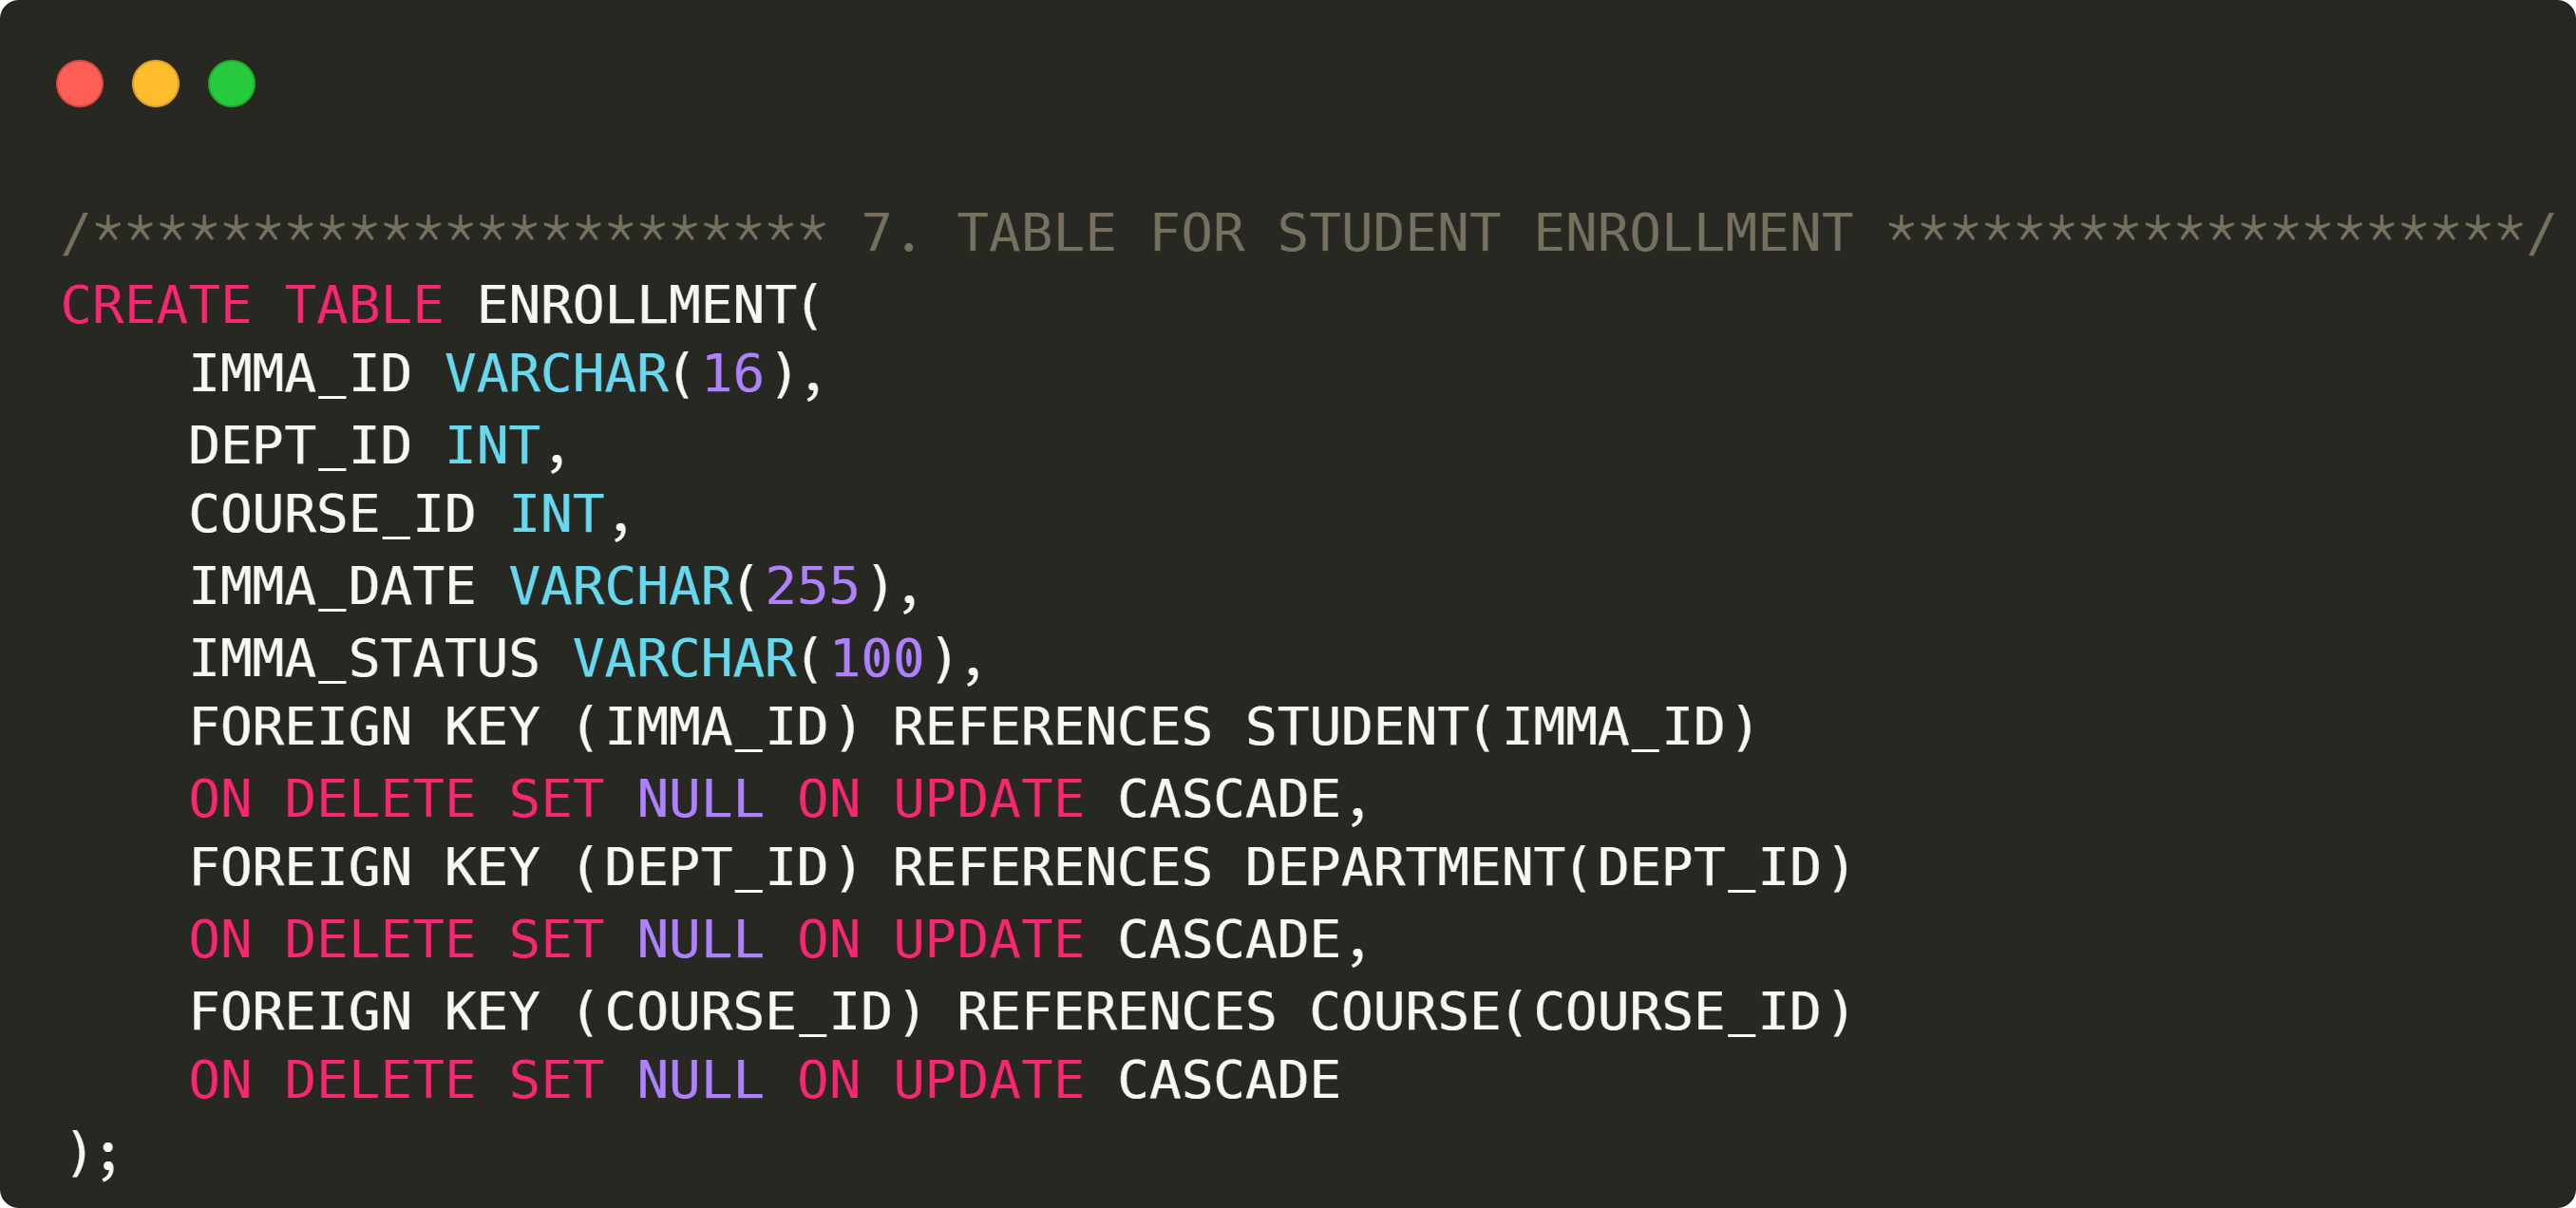 /*********************** 7. TABLE FOR STUDENT ENROLLMENT ********************/
CREATE TABLE ENROLLMENT(
    IMMA_ID VARCHAR(16),
    DEPT_ID INT,
    COURSE_ID INT,
    IMMA_DATE VARCHAR(255),
    IMMA_STATUS VARCHAR(100),
    FOREIGN KEY (IMMA_ID) REFERENCES STUDENT(IMMA_ID)
    ON DELETE SET NULL ON UPDATE CASCADE,
    FOREIGN KEY (DEPT_ID) REFERENCES DEPARTMENT(DEPT_ID)
    ON DELETE SET NULL ON UPDATE CASCADE,
    FOREIGN KEY (COURSE_ID) REFERENCES COURSE(COURSE_ID)
    ON DELETE SET NULL ON UPDATE CASCADE
);